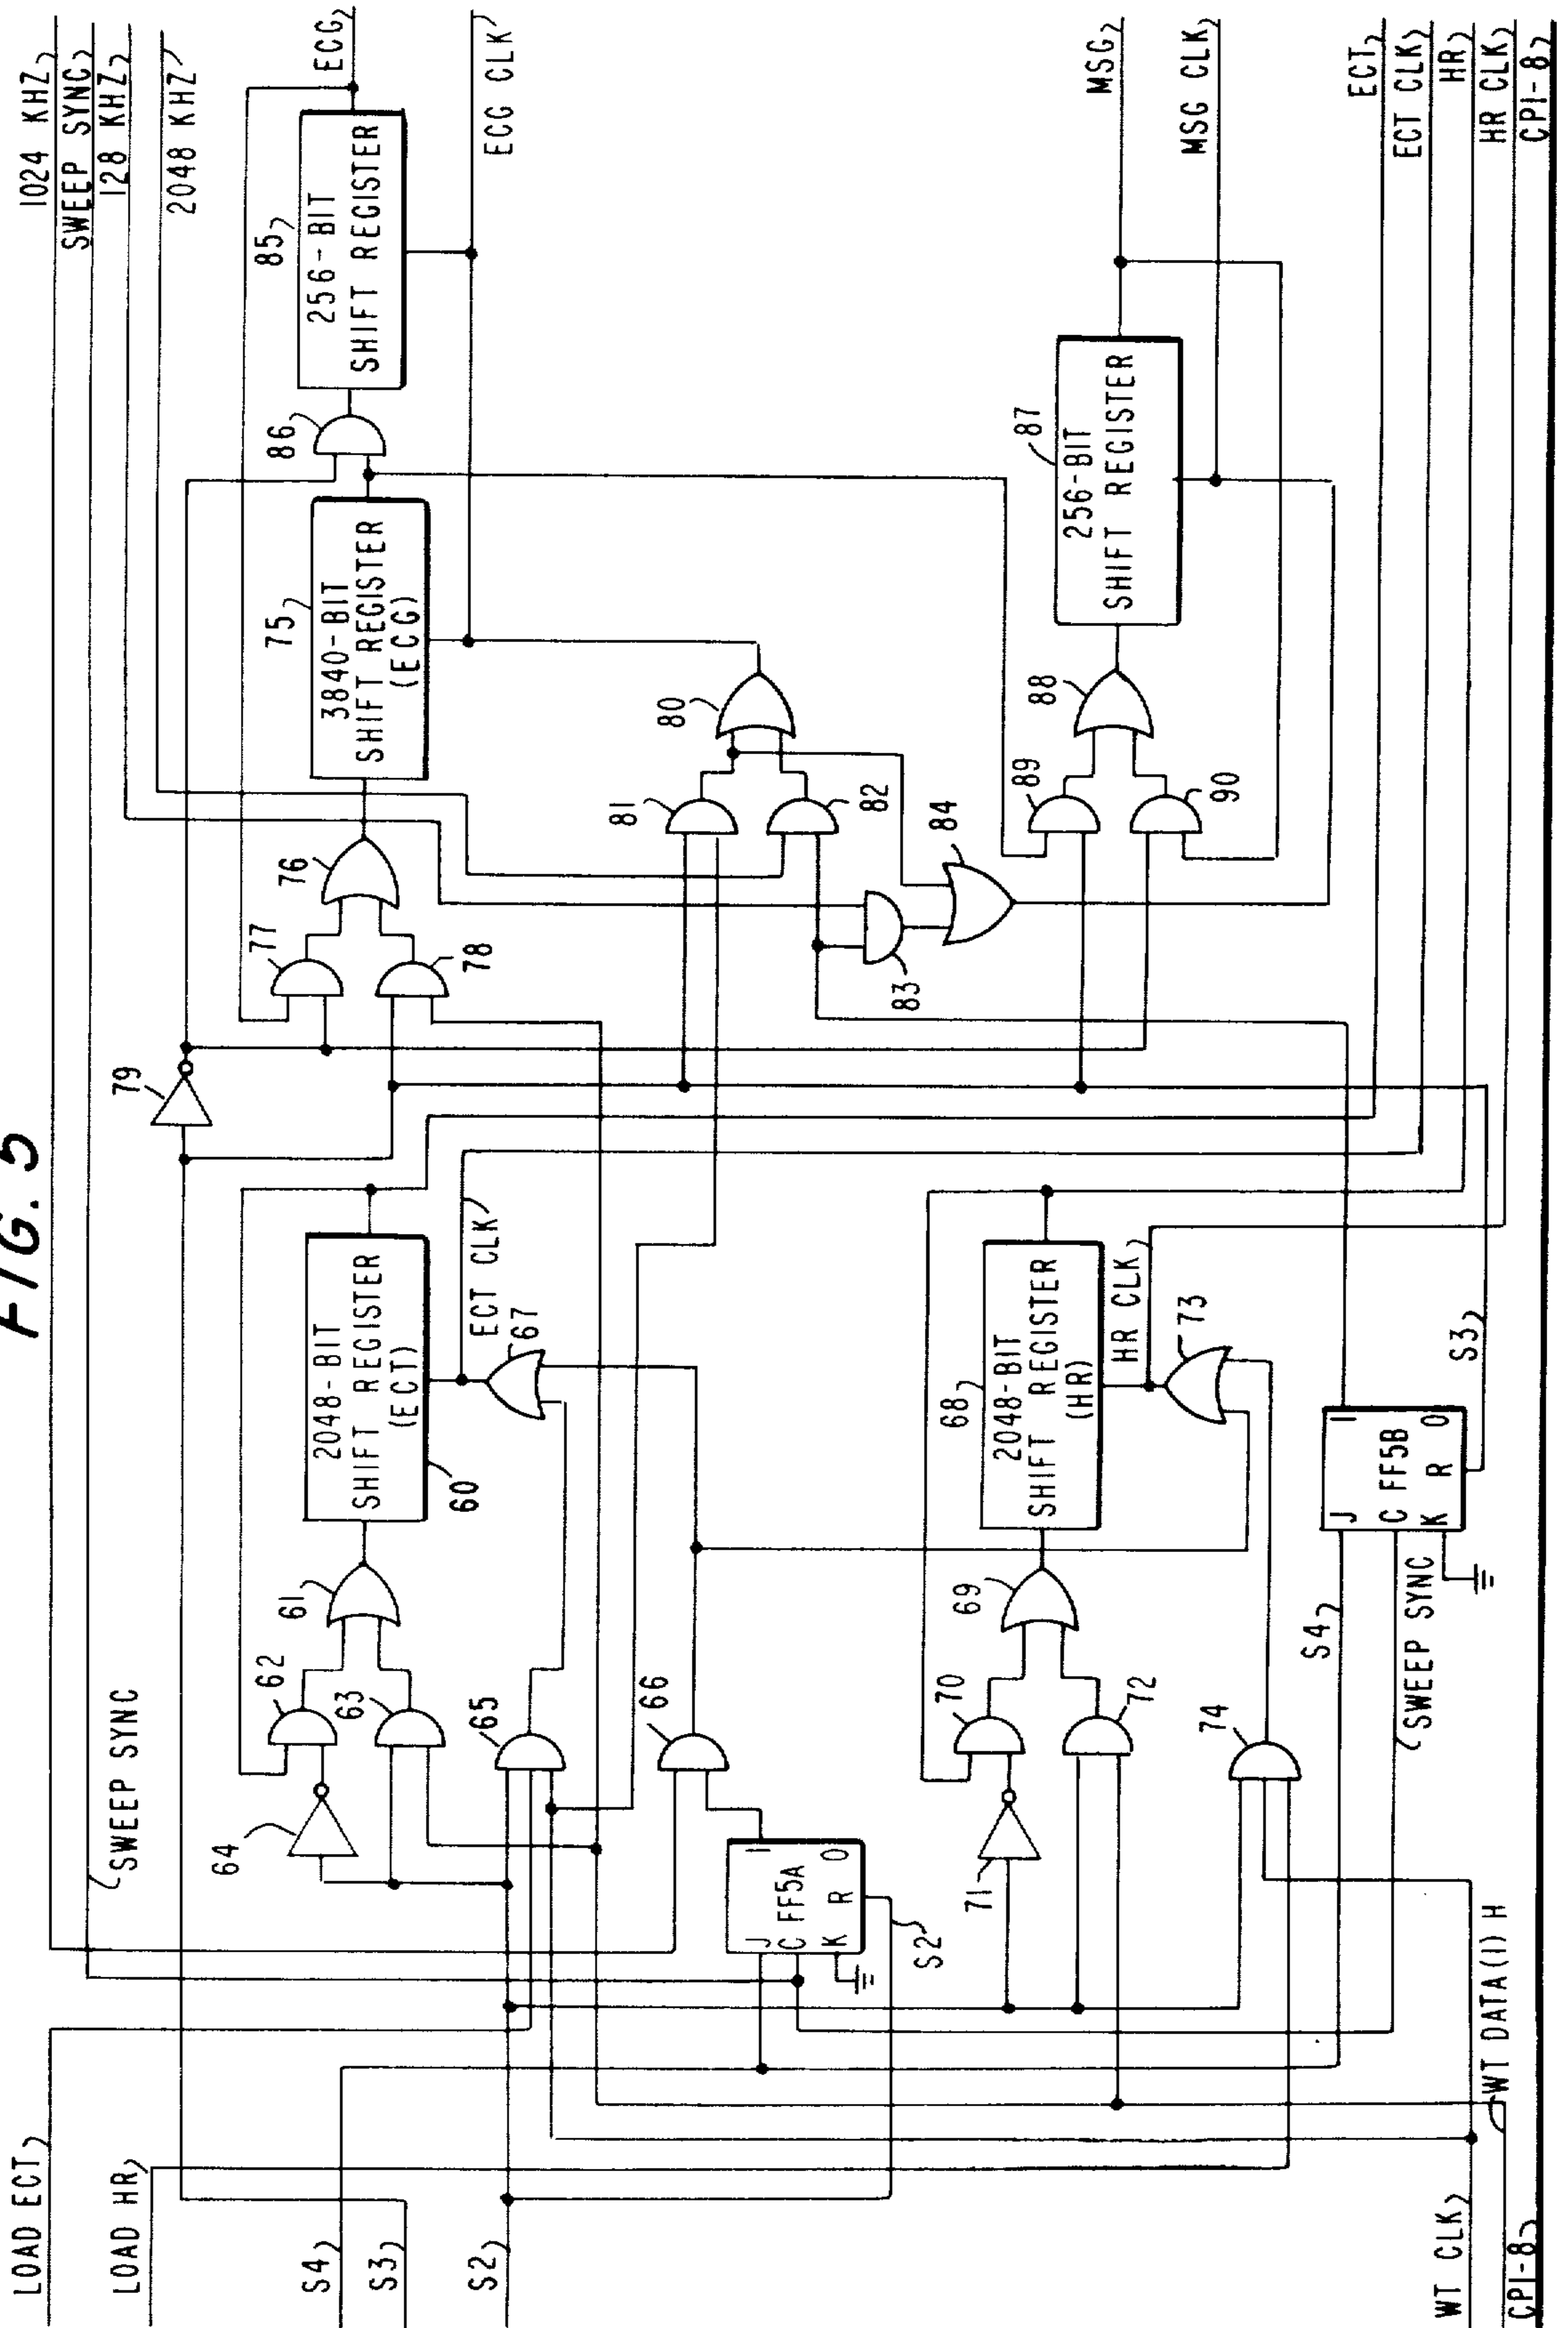 FIG. 5
1024 KHZ
SWEEP SYNC
128 KHZ
2048 KHZ
ECG
ECG CLK
MSG
MSG CLK
ECT
ECT CLK
HR
HR CLK
CPI-8
85
256-BIT
SHIFT REGISTER
86
75
3840-BIT
SHIFT REGISTER
(ECG)
76
77
78
79
80
81
82
83
84
87
256-BIT
SHIFT REGISTER
88
89
90
2048-BIT
SHIFT REGISTER
(ECT)
60
ECT CLK
67
61
62
63
64
65
66
SWEEP SYNC
J
C FF5A
K R
1
0
S2
68
2048-BIT
SHIFT REGISTER
(HR)
HR CLK
73
69
70
71
72
74
J
C FF5B
K R
1
0
S3
S4
SWEEP SYNC
LOAD ECT
LOAD HR
S4
S3
S2
WT CLK
WT DATA(1) H
CPI-8